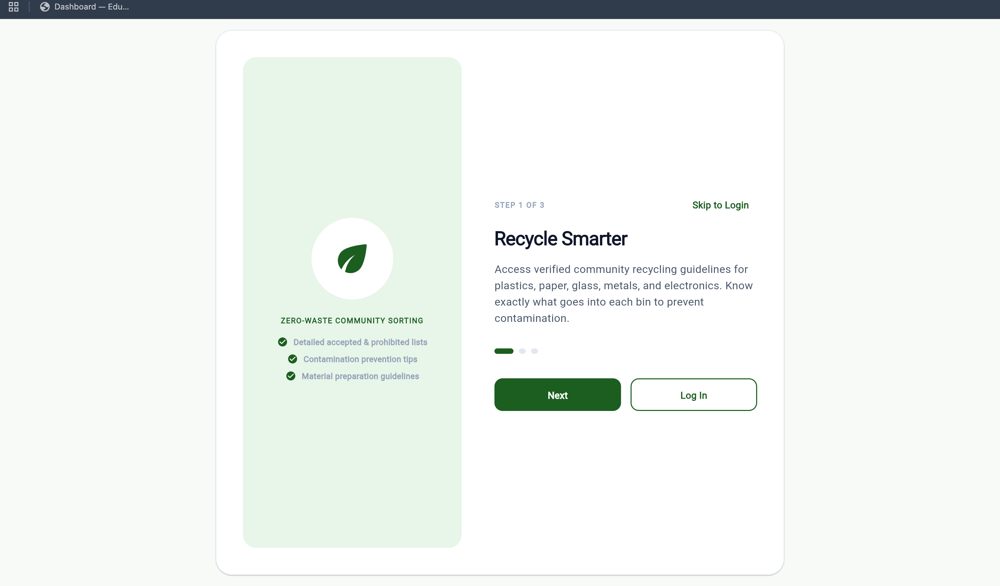 Dashboard — Edu...
ZERO-WASTE COMMUNITY SORTING
Detailed accepted & prohibited lists
Contamination prevention tips
Material preparation guidelines
STEP 1 OF 3
Skip to Login
Recycle Smarter
Access verified community recycling guidelines for
plastics, paper, glass, metals, and electronics. Know
exactly what goes into each bin to prevent
contamination.
Next
Log In